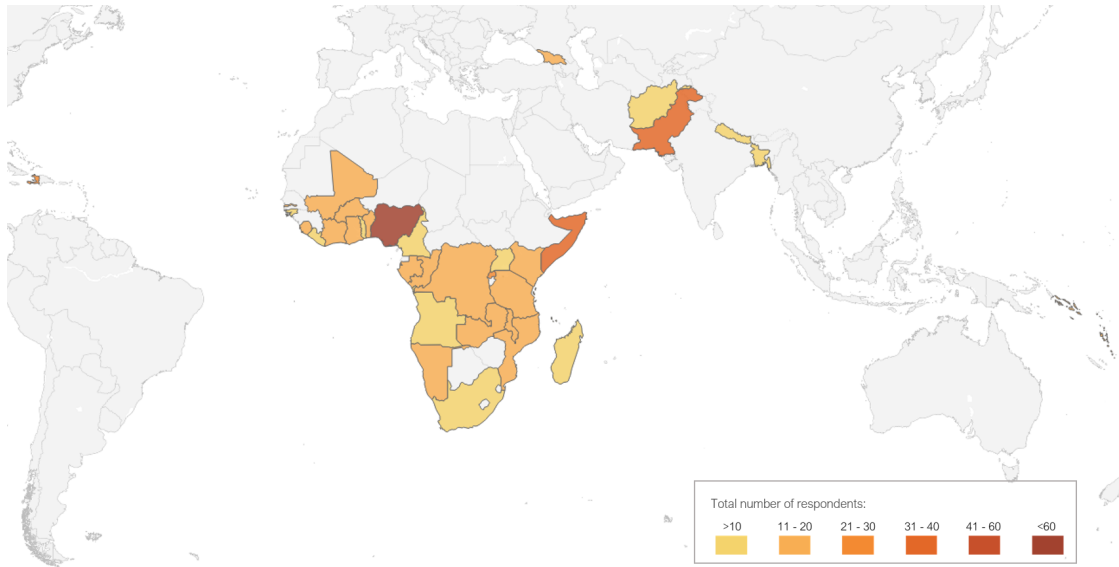 Total number of respondents:
>10 11 - 20 21 - 30 31 - 40 41 - 60 <60